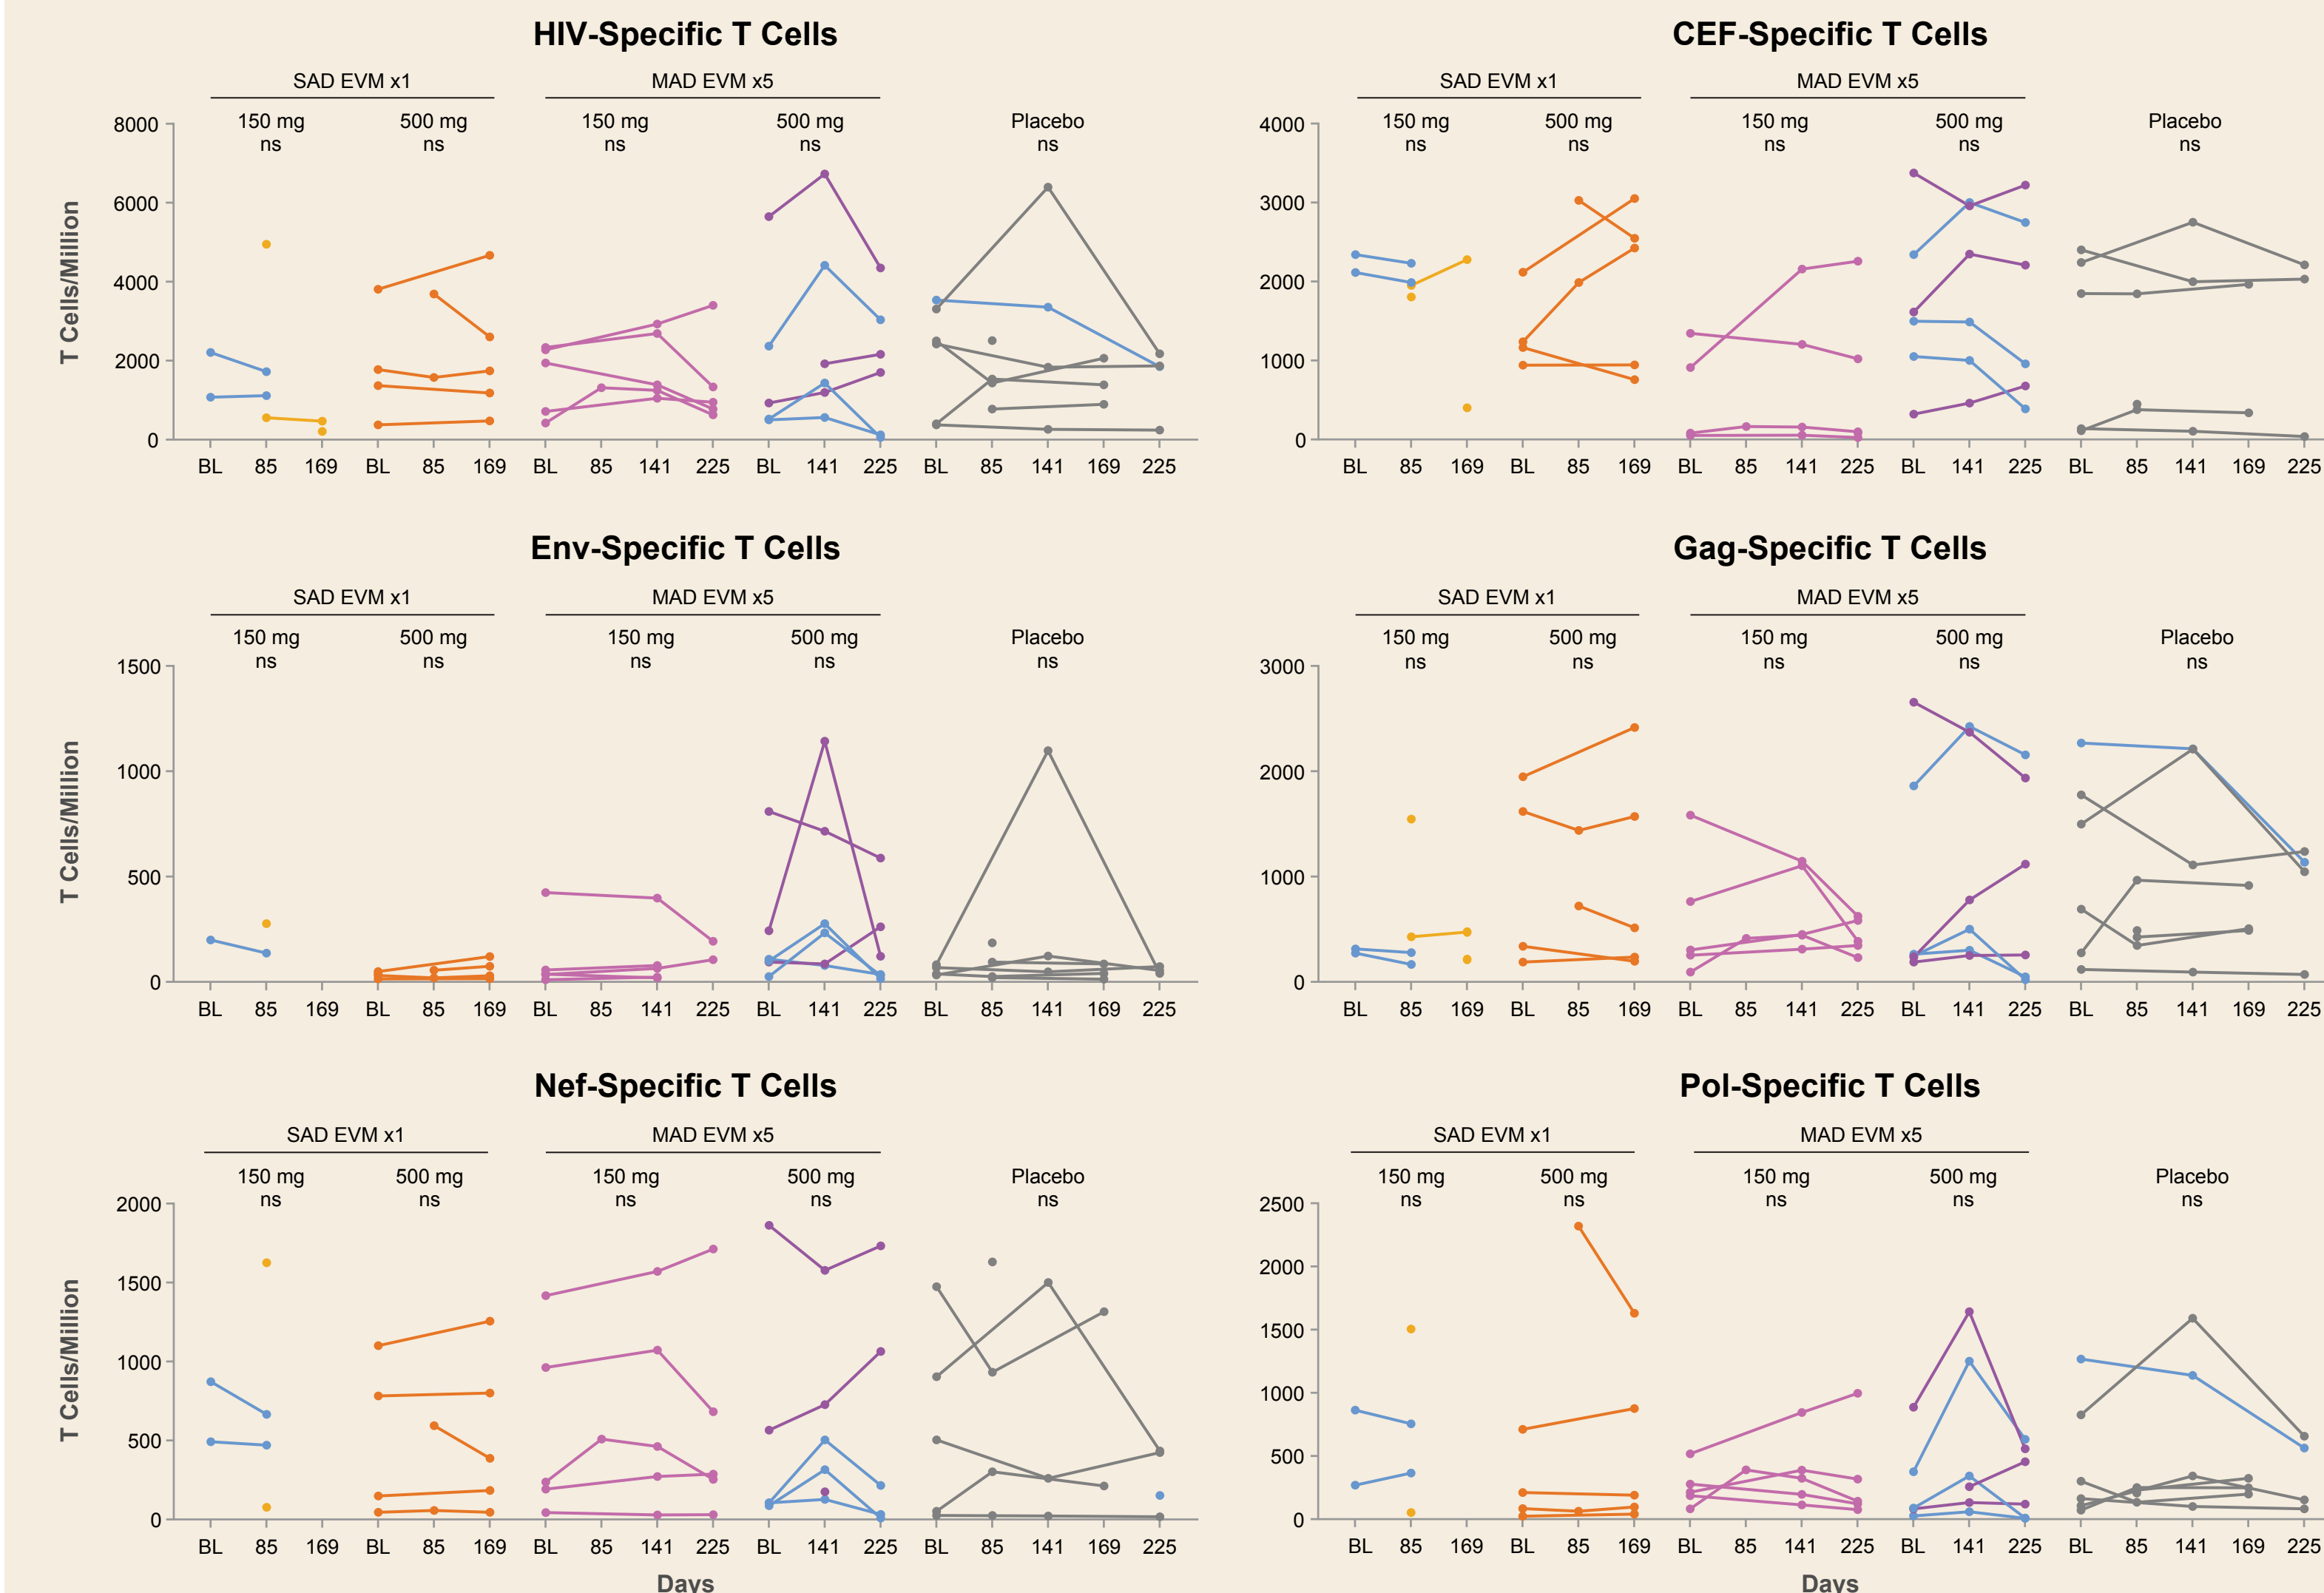 HIV-Specific T Cells
SAD EVM x1 MAD EVM x5
150 mg 500 mg 150 mg 500 mg Placebo
ns ns ns ns ns
8000
6000
4000
2000
0
T Cells/Million
BL 85 169 BL 85 169 BL 85 141 225 BL 141 225 BL 85 141 169 225
CEF-Specific T Cells
SAD EVM x1 MAD EVM x5
150 mg 500 mg 150 mg 500 mg Placebo
ns ns ns ns ns
4000
3000
2000
1000
0
BL 85 169 BL 85 169 BL 85 141 225 BL 141 225 BL 85 141 169 225
Env-Specific T Cells
SAD EVM x1 MAD EVM x5
150 mg 500 mg 150 mg 500 mg Placebo
ns ns ns ns ns
1500
1000
500
0
T Cells/Million
BL 85 169 BL 85 169 BL 85 141 225 BL 141 225 BL 85 141 169 225
Gag-Specific T Cells
SAD EVM x1 MAD EVM x5
150 mg 500 mg 150 mg 500 mg Placebo
ns ns ns ns ns
3000
2000
1000
0
BL 85 169 BL 85 169 BL 85 141 225 BL 141 225 BL 85 141 169 225
Nef-Specific T Cells
SAD EVM x1 MAD EVM x5
150 mg 500 mg 150 mg 500 mg Placebo
ns ns ns ns ns
2000
1500
1000
500
0
T Cells/Million
BL 85 169 BL 85 169 BL 85 141 225 BL 141 225 BL 85 141 169 225
Days
Pol-Specific T Cells
SAD EVM x1 MAD EVM x5
150 mg 500 mg 150 mg 500 mg Placebo
ns ns ns ns ns
2500
2000
1500
1000
500
0
BL 85 169 BL 85 169 BL 85 141 225 BL 141 225 BL 85 141 169 225
Days